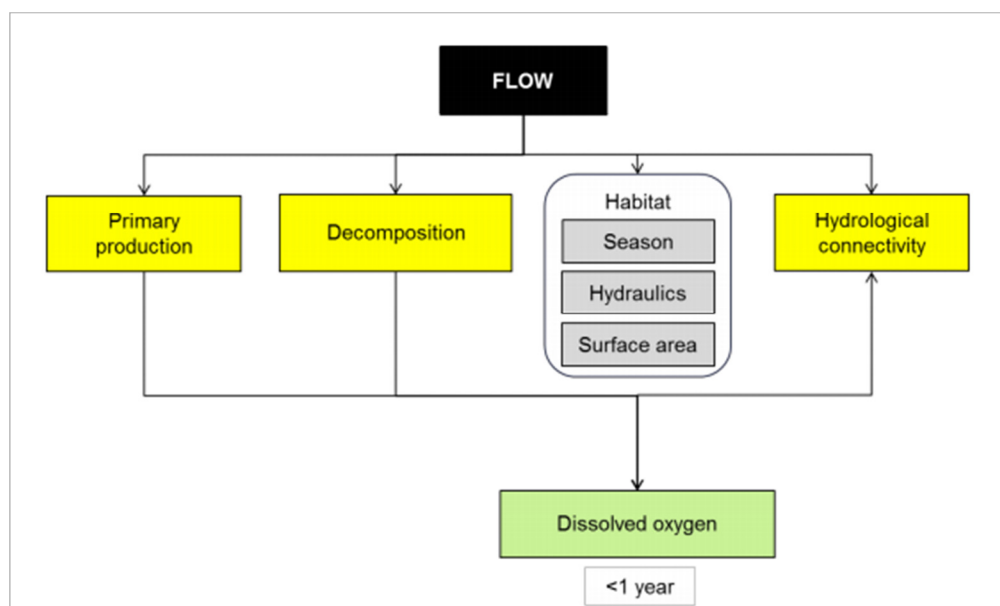 FLOW
Primary
production
Decomposition
Habitat
Season
Hydraulics
Surface area
Hydrological
connectivity
Dissolved oxygen
<1 year